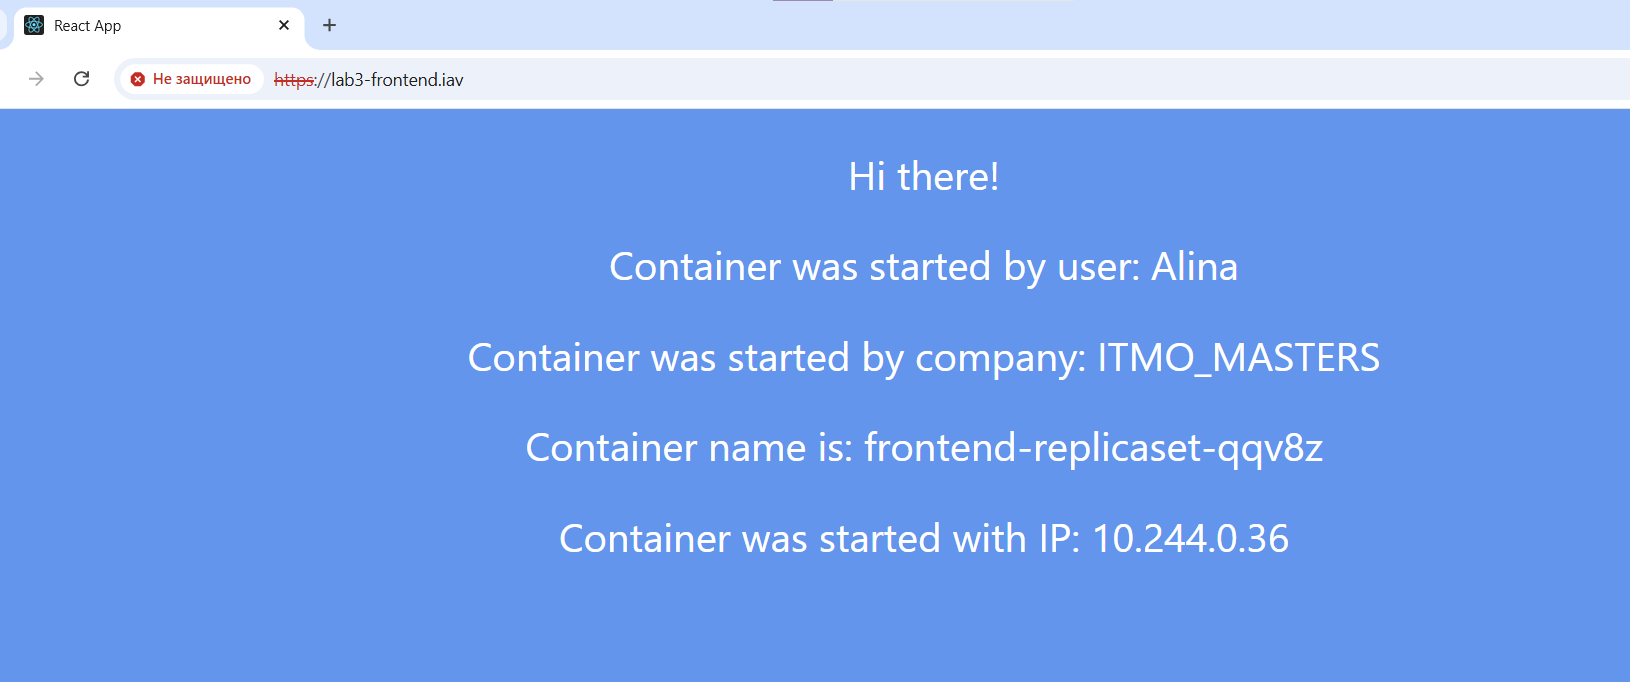 React App
Не защищено https://lab3-frontend.iav
Hi there!
Container was started by user: Alina
Container was started by company: ITMO_MASTERS
Container name is: frontend-replicaset-qqv8z
Container was started with IP: 10.244.0.36